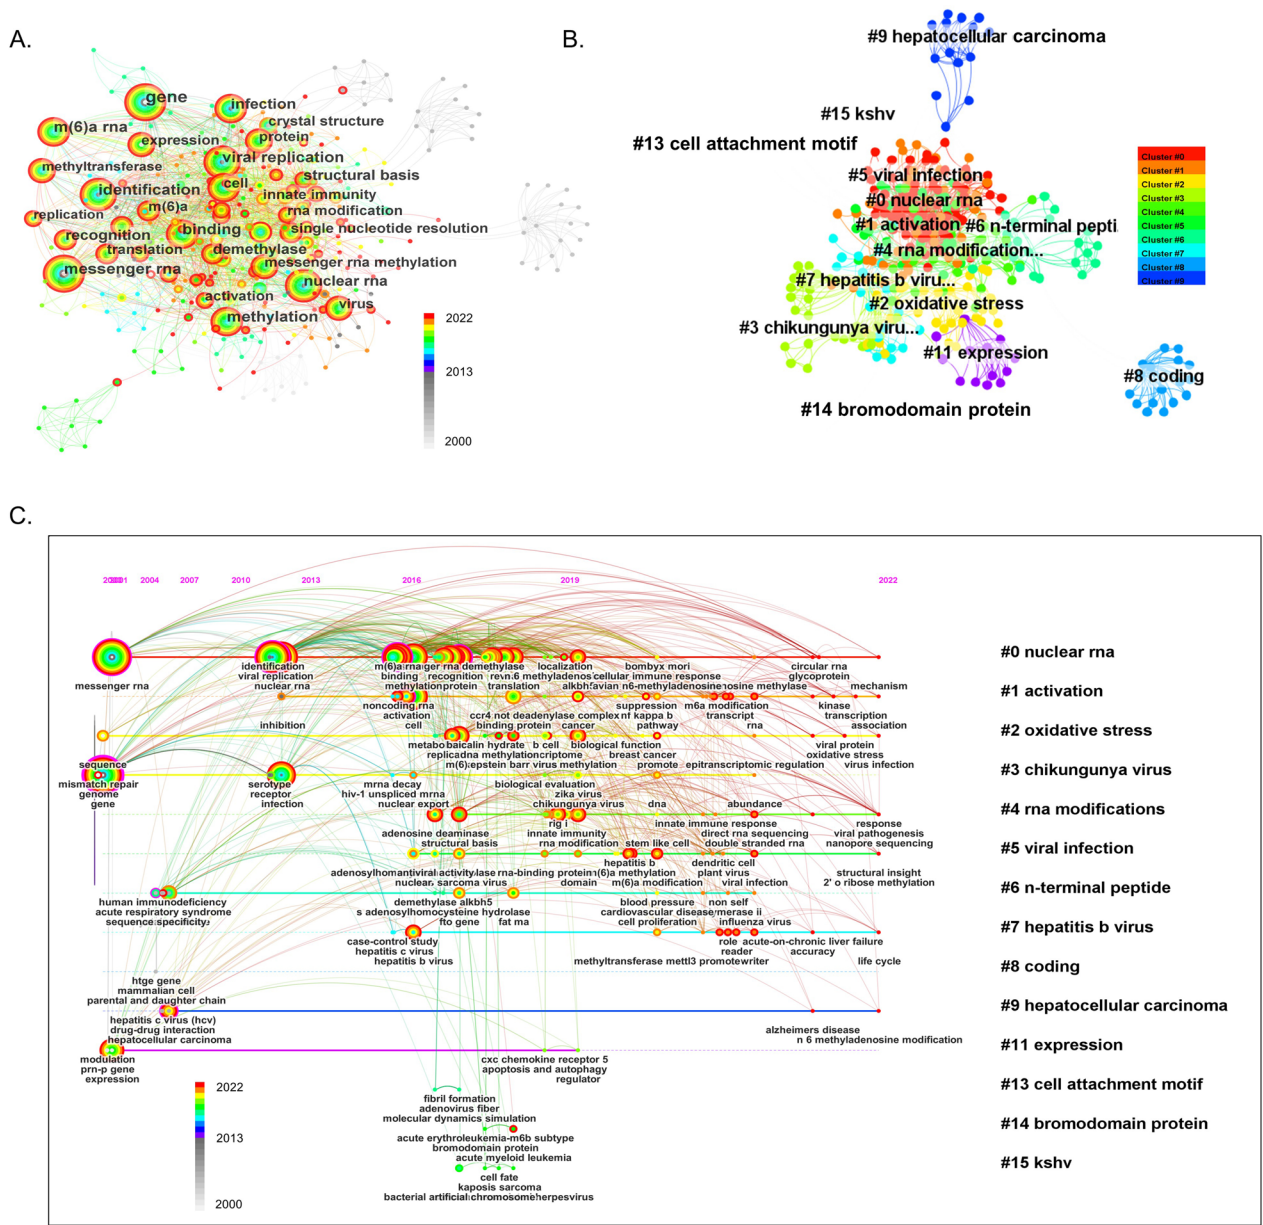 A.
gene
infection
crystal structure
m(6)a rna
expression
protein
viral replication
methyltransferase
structural basis
cell
identification
innate immunity
m(6)a
rna modification
replication
binding
single nucleotide resolution
recognition
translation
demethylase
messenger rna methylation
messenger rna
nuclear rna
activation
virus
methylation
2022
2013
2000
B.
#9 hepatocellular carcinoma
#15 kshv
#13 cell attachment motif
#5 viral infection
#0 nuclear rna
#1 activation
#6 n-terminal pepti
#4 rna modification...
#7 hepatitis b viru...
#2 oxidative stress
#3 chikungunya viru...
#11 expression
#8 coding
#14 bromodomain protein
Cluster #0
Cluster #1
Cluster #2
Cluster #3
Cluster #4
Cluster #5
Cluster #6
Cluster #7
Cluster #8
Cluster #9
C.
2001 2004 2007 2010 2013 2016 2019 2022
messenger rna
identification
viral replication
nuclear rna
demethylase
binding recognition
methylation protein translation
localization
cellular immune response
bombyx mori
circular rna
glycoprotein
noncoding rna
activation
cell
suppression
m6a modification
transcript
rna
mechanism
kinase
transcription
association
inhibition
ccr4 not deadenylase complex
binding protein cancer
nf kappa b
pathway
baicalin hydrate b cell
biological function
breast cancer
epstein barr virus methylation
promote
epitranscriptomic regulation
viral protein
oxidative stress
virus infection
sequence
mismatch repair
genome
gene
serotype
receptor
infection
mrna decay
hiv-1 unspliced mrna
nuclear export
biological evaluation
zika virus
chikungunya virus
dna
abundance
adenosine deaminase
structural basis
rig i
innate immunity
rna modification
innate immune response
direct rna sequencing
stem like cell
double stranded rna
response
viral pathogenesis
nanopore sequencing
hepatitis b
m(6)a modification
domain
dendritic cell
plant virus
viral infection
structural insight
2' o ribose methylation
human immunodeficiency
acute respiratory syndrome
sequence specificity
demethylase alkbh5
s adenosylhomocysteine hydrolase
fto gene
fat ma
blood pressure
cardiovascular disease
cell proliferation
non self
influenza virus
case-control study
hepatitis c virus
hepatitis b virus
role
reader
writer
methyltransferase mettl3
acute-on-chronic liver failure
accuracy
life cycle
htge gene
mammalian cell
parental and daughter chain
hepatitis c virus (hcv)
drug-drug interaction
hepatocellular carcinoma
alzheimers disease
n 6 methyladenosine modification
modulation
prn-p gene
expression
cxc chemokine receptor 5
apoptosis and autophagy
regulator
fibril formation
adenovirus fiber
molecular dynamics simulation
acute erythroleukemia-m6b subtype
bromodomain protein
acute myeloid leukemia
cell fate
kaposis sarcoma
bacterial artificial
2022
2013
2000
#0 nuclear rna
#1 activation
#2 oxidative stress
#3 chikungunya virus
#4 rna modifications
#5 viral infection
#6 n-terminal peptide
#7 hepatitis b virus
#8 coding
#9 hepatocellular carcinoma
#11 expression
#13 cell attachment motif
#14 bromodomain protein
#15 kshv